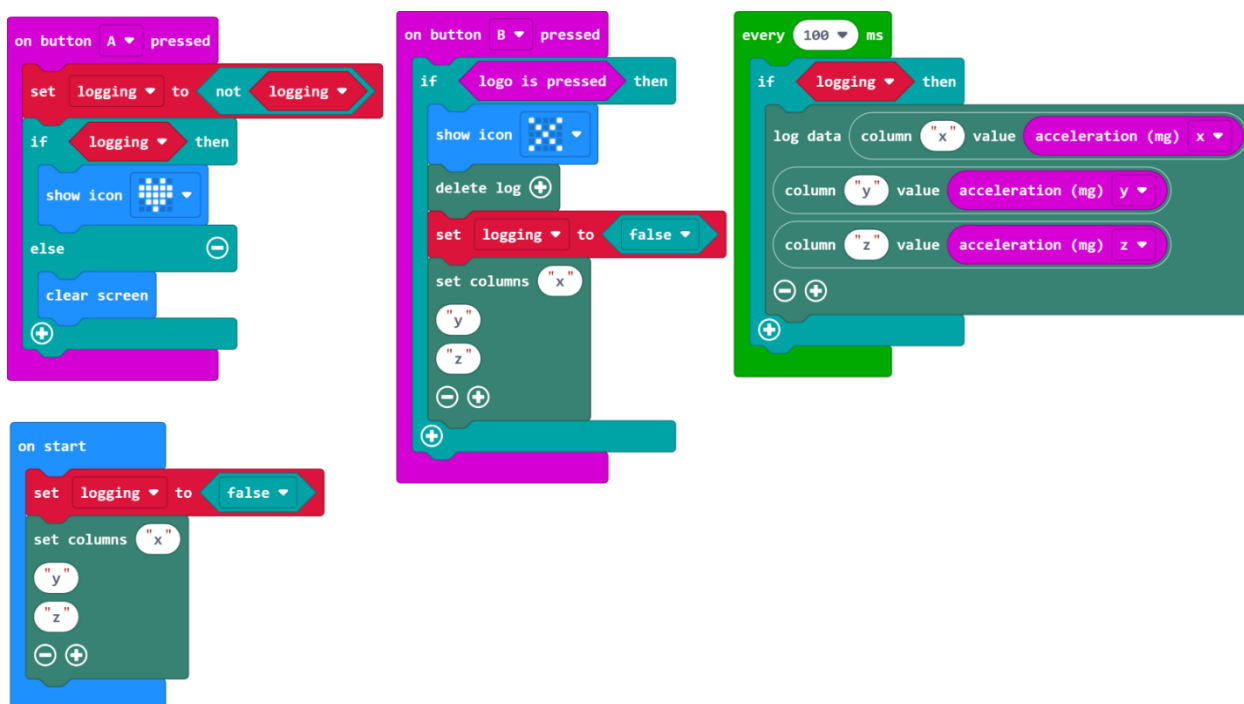 on button A pressed
set logging to not logging
if logging then
show icon
else
clear screen
on button B pressed
if logo is pressed then
show icon
delete log
set logging to false
set columns "x"
"y"
"z"
every 100 ms
if logging then
log data column "x" value acceleration (mg) x
column "y" value acceleration (mg) y
column "z" value acceleration (mg) z
on start
set logging to false
set columns "x"
"y"
"z"